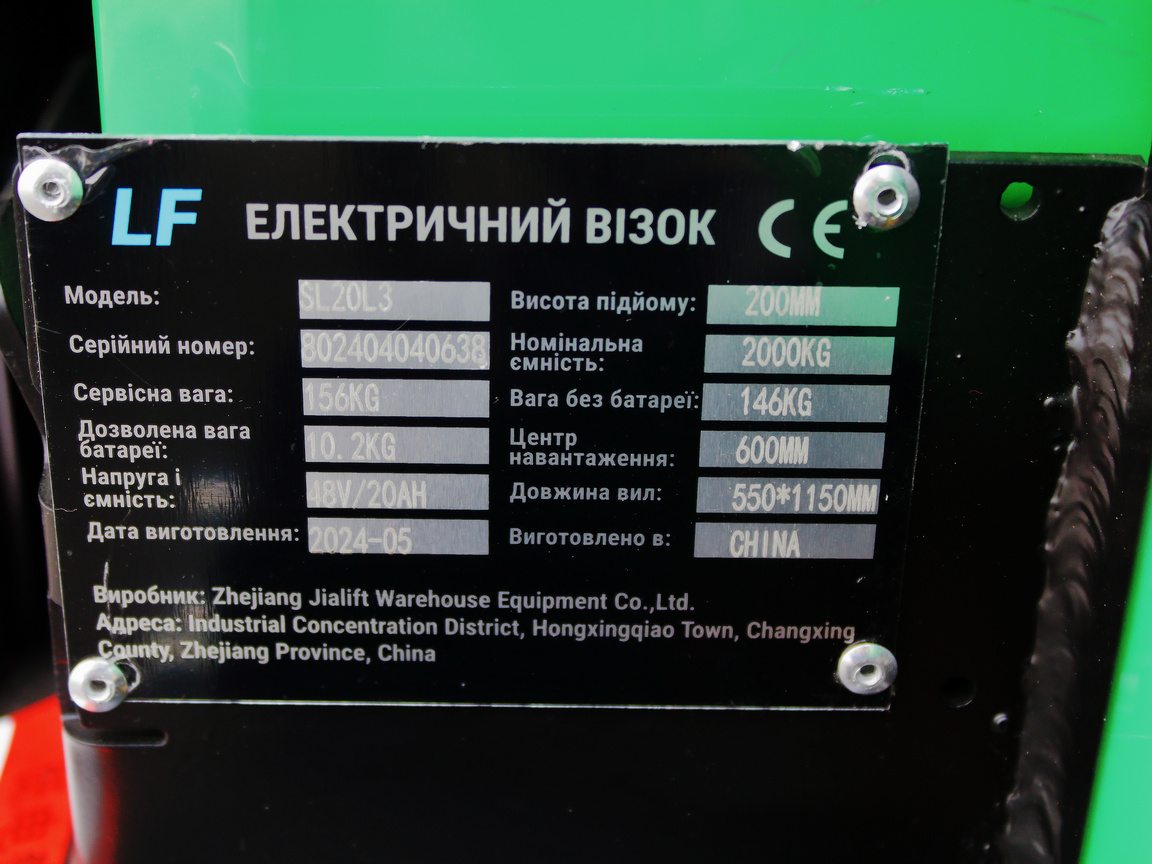 LF ЕЛЕКТРИЧНИЙ ВІЗОК CE
Модель: SL20L3 Висота підйому: 200MM
Серійний номер: 802404040638 Номінальна ємність: 2000KG
Сервісна вага: 156KG Вага без батареї: 146KG
Дозволена вага батареї: 10.2KG Центр навантаження: 600MM
Напруга і ємність: 48V/20AH Довжина вил: 550*1150MM
Дата виготовлення: 2024-05 Виготовлено в: CHINA
Виробник: Zhejiang Jialift Warehouse Equipment Co.,Ltd.
Адреса: Industrial Concentration District, Hongxingqiao Town, Changxing
County, Zhejiang Province, China